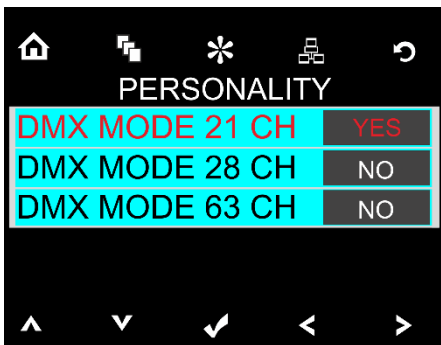 PERSONALITY
DMX MODE 21 CH YES
DMX MODE 28 CH NO
DMX MODE 63 CH NO